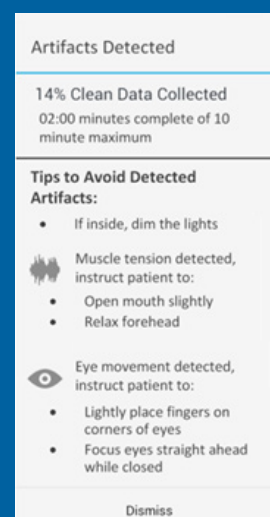 Artifacts Detected
14% Clean Data Collected
02:00 minutes complete of 10
minute maximum
Tips to Avoid Detected
Artifacts:
• If inside, dim the lights
Muscle tension detected,
instruct patient to:
• Open mouth slightly
• Relax forehead
Eye movement detected,
instruct patient to:
• Lightly place fingers on
corners of eyes
• Focus eyes straight ahead
while closed
Dismiss